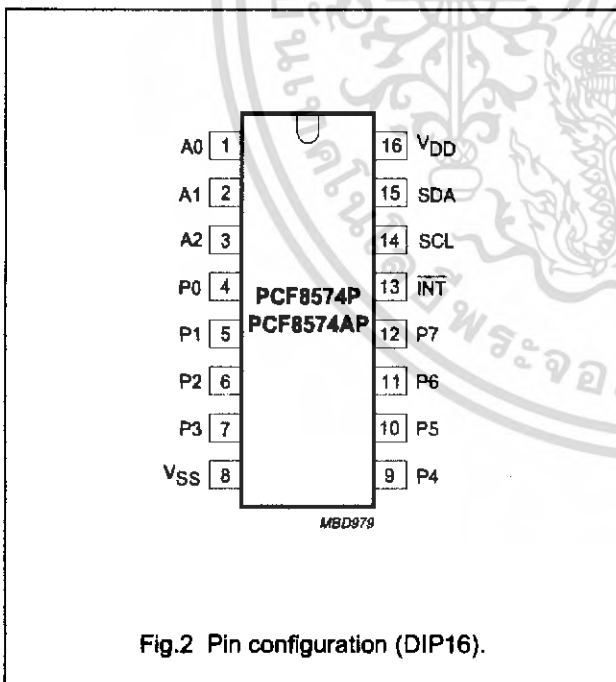 A0 1 16 VDD
A1 2 15 SDA
A2 3 14 SCL
P0 4 13 INT
PCF8574P
PCF8574AP
P1 5 12 P7
P2 6 11 P6
P3 7 10 P5
VSS 8 9 P4
MBD979
Fig.2 Pin configuration (DIP16).